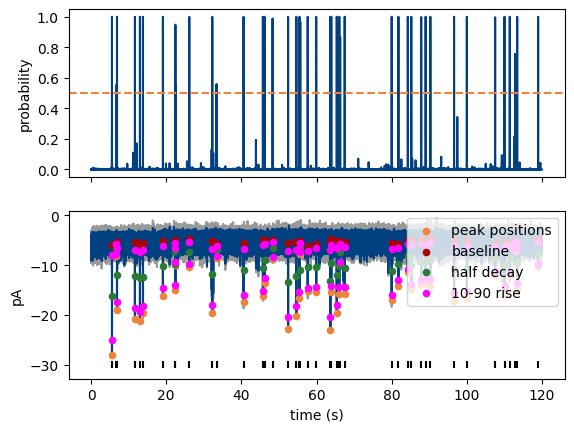 1.0
0.8
0.6
0.4
0.2
0.0
probability
0
−10
−20
−30
pA
peak positions
baseline
half decay
10-90 rise
0 20 40 60 80 100 120
time (s)